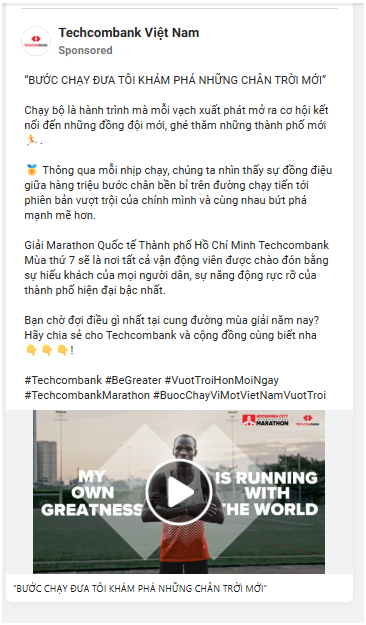 Techcombank Việt Nam
Sponsored
“BƯỚC CHẠY ĐƯA TÔI KHÁM PHÁ NHỮNG CHÂN TRỜI MỚI”
Chạy bộ là hành trình mà mỗi vạch xuất phát mở ra cơ hội kết
nối đến những đồng đội mới, ghé thăm những thành phố mới
🏃 .
🏅 Thông qua mỗi nhịp chạy, chúng ta nhìn thấy sự đồng điệu
giữa hàng triệu bước chân bền bỉ trên đường chạy tiến tới
phiên bản vượt trội của chính mình và cùng nhau bứt phá
mạnh mẽ hơn.
Giải Marathon Quốc tế Thành phố Hồ Chí Minh Techcombank
Mùa thứ 7 sẽ là nơi tất cả vận động viên được chào đón bằng
sự hiếu khách của mọi người dân, sự năng động rực rỡ của
thành phố hiện đại bậc nhất.
Bạn chờ đợi điều gì nhất tại cung đường mùa giải năm nay?
Hãy chia sẻ cho Techcombank và cộng đồng cùng biết nha
👇👇👇!
#Techcombank #BeGreater #VuotTroiHonMoiNgay
#TechcombankMarathon #BuocChayViMotVietNamVuotTroi
HO CHI MINH CITY
INTERNATIONAL
MARATHON
TECHCOMBANK
MY
OWN
GREATNESS
IS RUNNING
WITH
THE WORLD
“BƯỚC CHẠY ĐƯA TÔI KHÁM PHÁ NHỮNG CHÂN TRỜI MỚI”